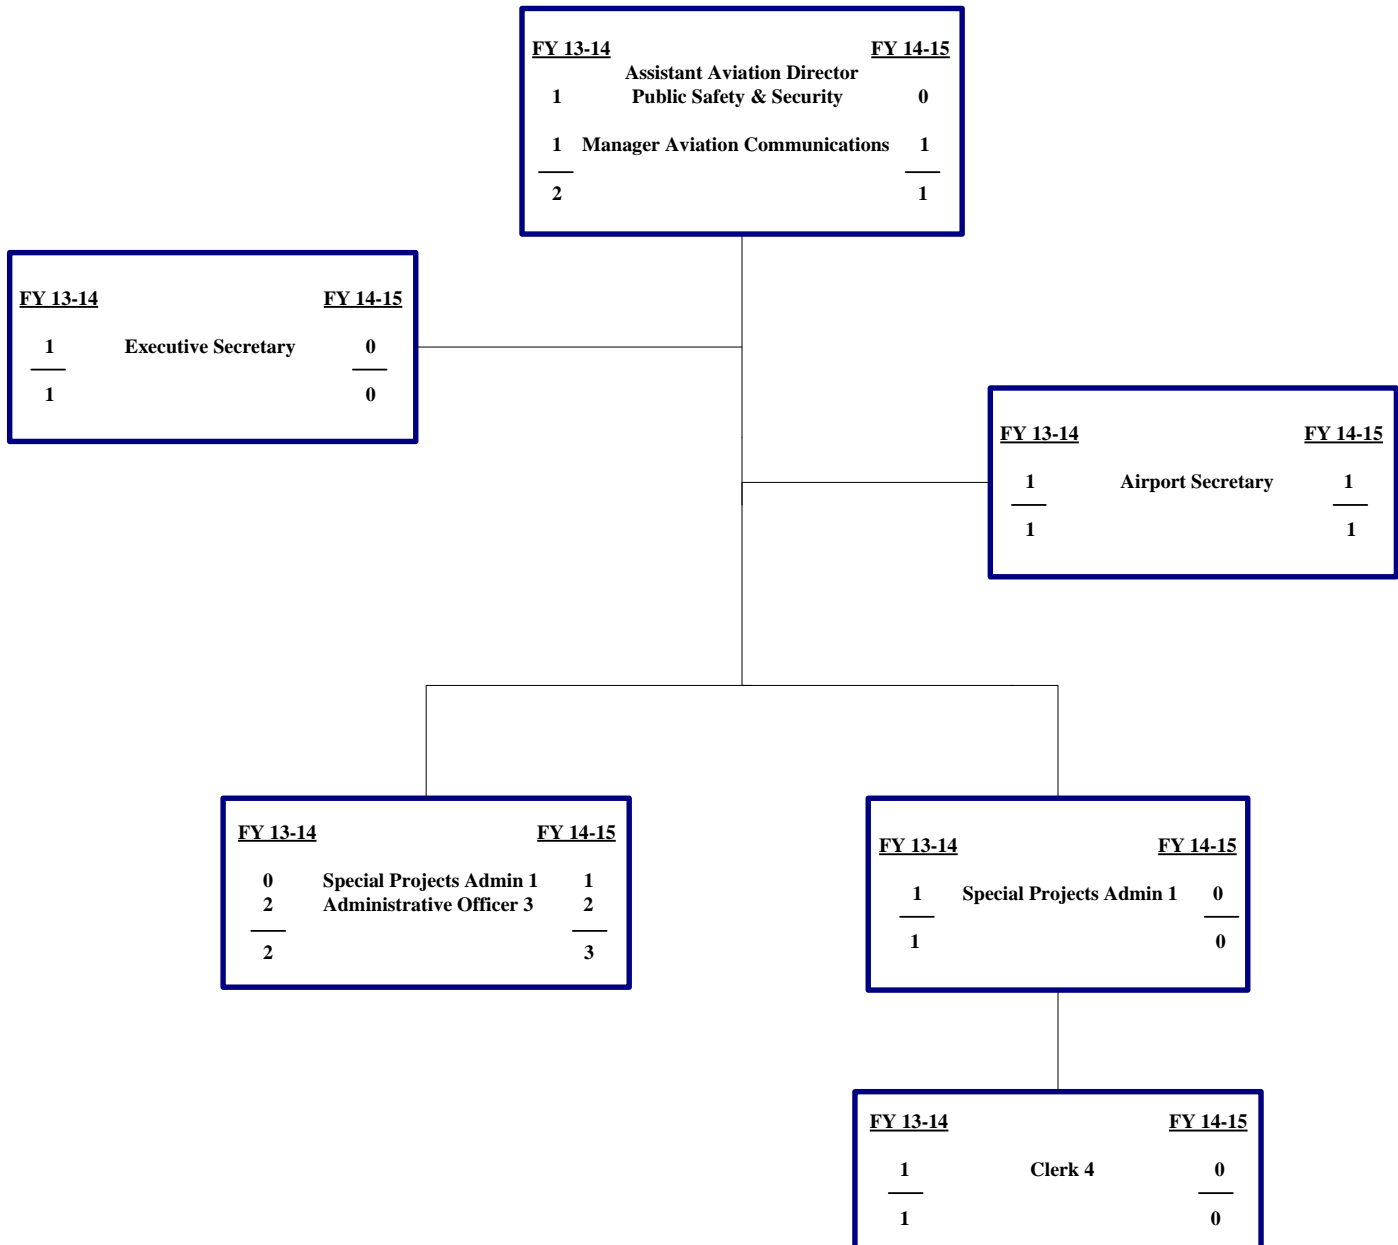 FY 13-14 FY 14-15
Assistant Aviation Director
1 Public Safety & Security 0
1 Manager Aviation Communications 1
2 1
FY 13-14 FY 14-15
1 Executive Secretary 0
1 0
FY 13-14 FY 14-15
1 Airport Secretary 1
1 1
FY 13-14 FY 14-15
0 Special Projects Admin 1 1
2 Administrative Officer 3 2
2 3
FY 13-14 FY 14-15
1 Special Projects Admin 1 0
1 0
FY 13-14 FY 14-15
1 Clerk 4 0
1 0